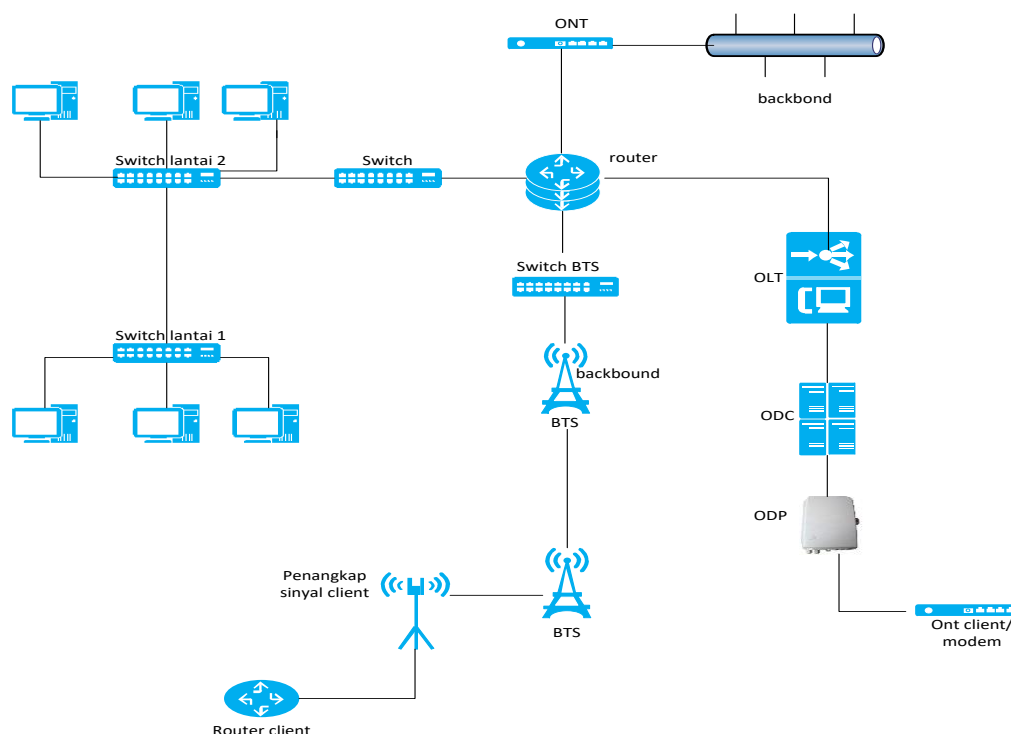 ONT
backbond
Switch lantai 2
Switch
router
Switch BTS
OLT
Switch lantai 1
backbound
BTS
ODC
ODP
Penangkap
sinyal client
BTS
Ont client/
modem
Router client